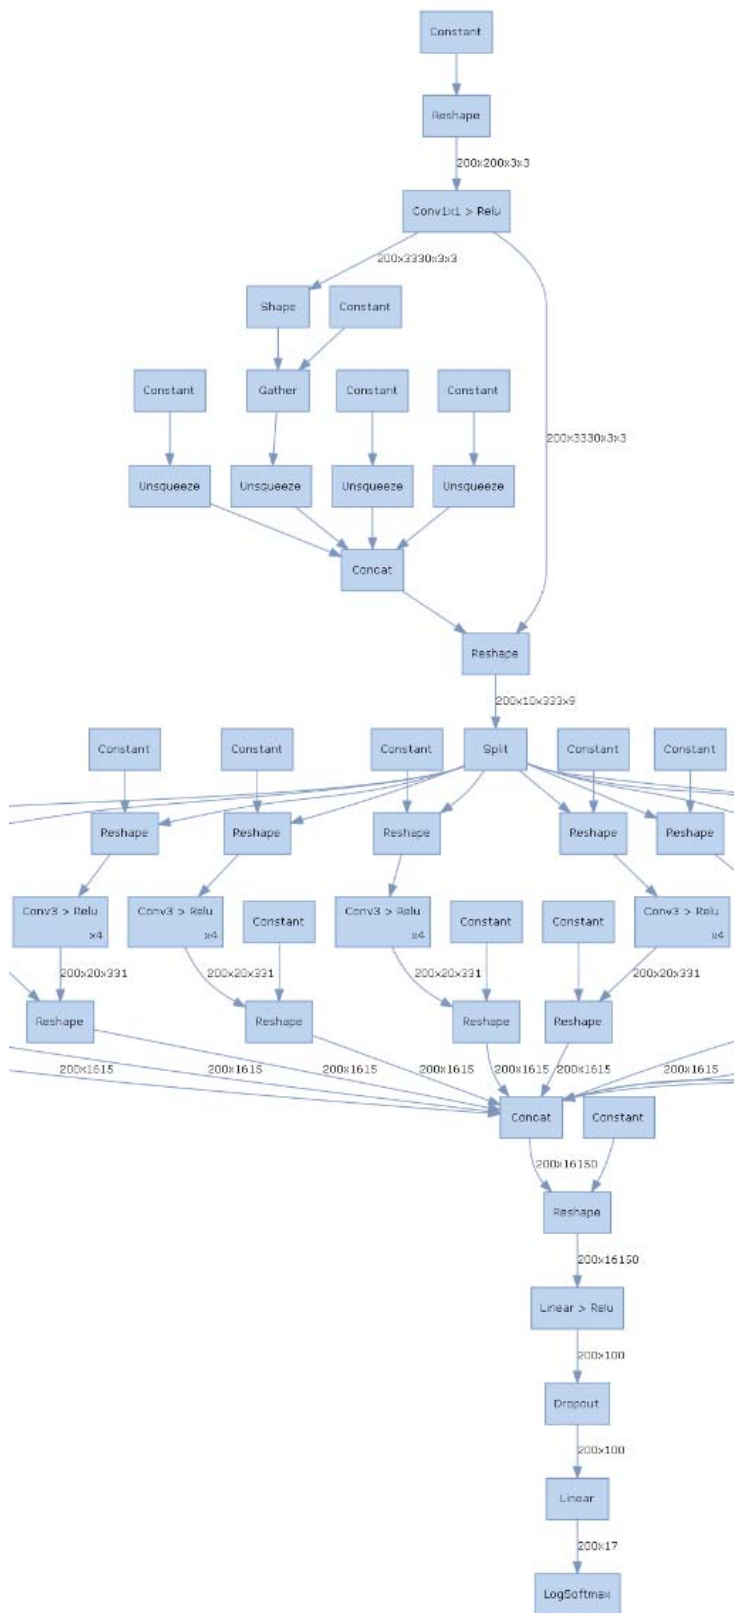 Constant
Reshape
200x200x3x3
Conv1x1 > Relu
200x3330x3x3
Shape
Constant
Constant
Gather
Constant
Constant
200x3330x3x3
Unsqueeze
Unsqueeze
Unsqueeze
Unsqueeze
Concat
Reshape
200x10x333x9
Constant
Constant
Constant
Split
Constant
Constant
Reshape
Reshape
Reshape
Reshape
Reshape
Conv3 > Relu
x4
Conv3 > Relu
x4
Constant
Conv3 > Relu
x4
Constant
Constant
Conv3 > Relu
x4
200x20x331
200x20x331
200x20x331
200x20x331
Reshape
Reshape
Reshape
Reshape
200x1615
200x1615
200x1615
200x1615
200x1615
200x1615
200x1615
Concat
Constant
200x16150
Reshape
200x16150
Linear > Relu
200x100
Dropout
200x100
Linear
200x17
LogSoftmax